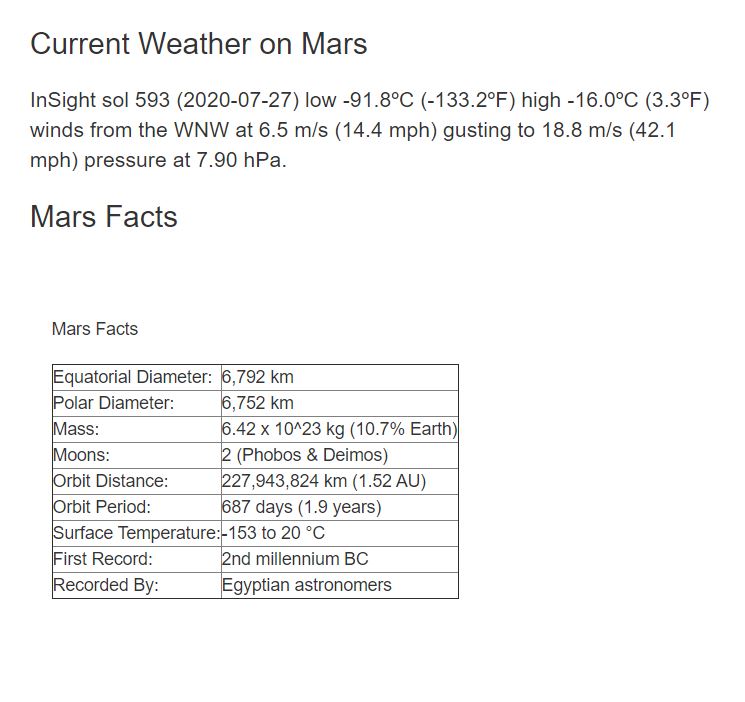 Current Weather on Mars
InSight sol 593 (2020-07-27) low -91.8ºC (-133.2ºF) high -16.0ºC (3.3ºF)
winds from the WNW at 6.5 m/s (14.4 mph) gusting to 18.8 m/s (42.1
mph) pressure at 7.90 hPa.
Mars Facts
Mars Facts
Equatorial Diameter: 6,792 km
Polar Diameter: 6,752 km
Mass: 6.42 x 10^23 kg (10.7% Earth)
Moons: 2 (Phobos & Deimos)
Orbit Distance: 227,943,824 km (1.52 AU)
Orbit Period: 687 days (1.9 years)
Surface Temperature: -153 to 20 °C
First Record: 2nd millennium BC
Recorded By: Egyptian astronomers